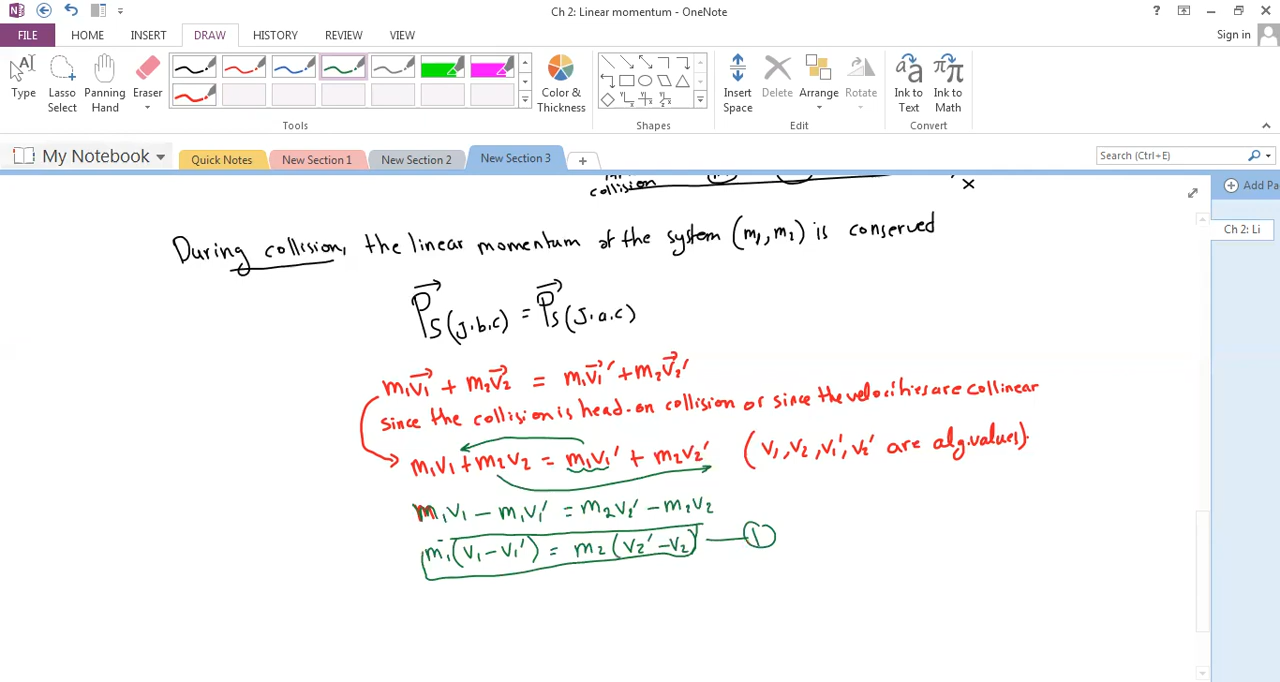 Ch 2: Linear momentum - OneNote
FILE HOME INSERT DRAW HISTORY REVIEW VIEW Sign in
Type Lasso Select Panning Hand Eraser Color & Thickness Insert Space Delete Arrange Rotate Ink to Text Ink to Math
Tools Shapes Edit Convert
My Notebook Quick Notes New Section 1 New Section 2 New Section 3 Search (Ctrl+E)
Add Pa
Ch 2: Li
collision x
During collision, the linear momentum of the system (m₁, m₂) is conserved
P⃗s(J.b.c) = P⃗s(J.a.c)
m₁v⃗₁ + m₂v⃗₂ = m₁v⃗₁' + m₂v⃗₂'
since the collision is head-on collision or since the velocities are collinear
m₁v₁ + m₂v₂ = m₁v₁' + m₂v₂' (v₁, v₂, v₁', v₂' are alg.values).
m₁v₁ - m₁v₁' = m₂v₂' - m₂v₂
m₁(v₁ - v₁') = m₂(v₂' - v₂) — ①